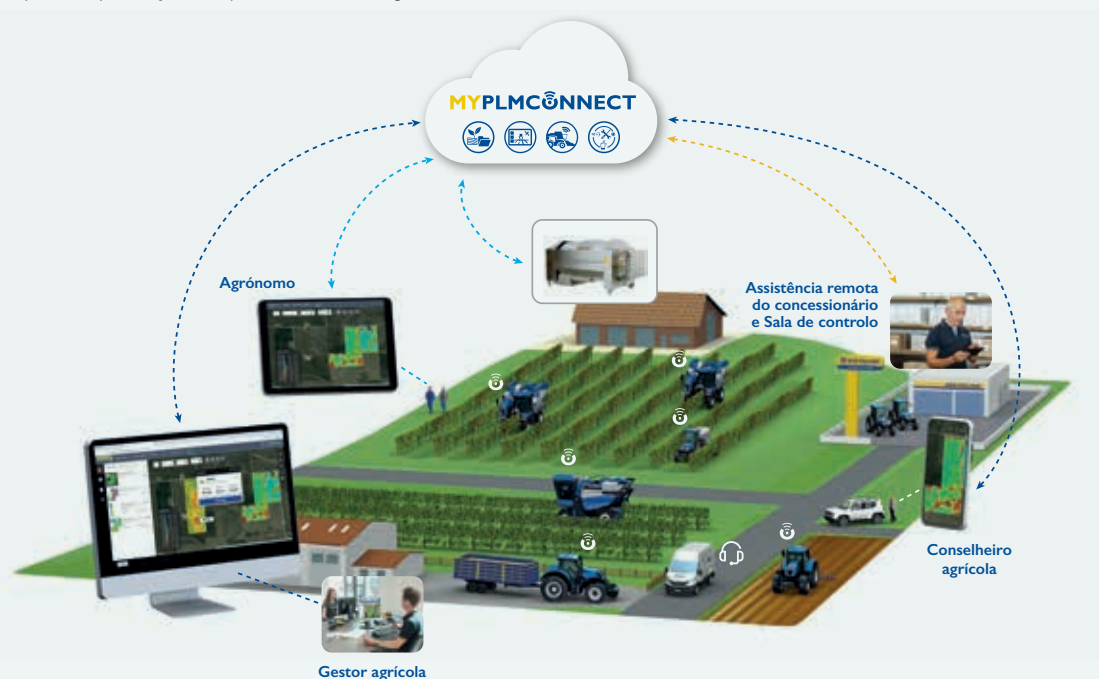 MYPLMCONNECT
Agrónomo
Assistência remota
do concessionário
e Sala de controlo
Conselheiro
agrícola
Gestor agrícola